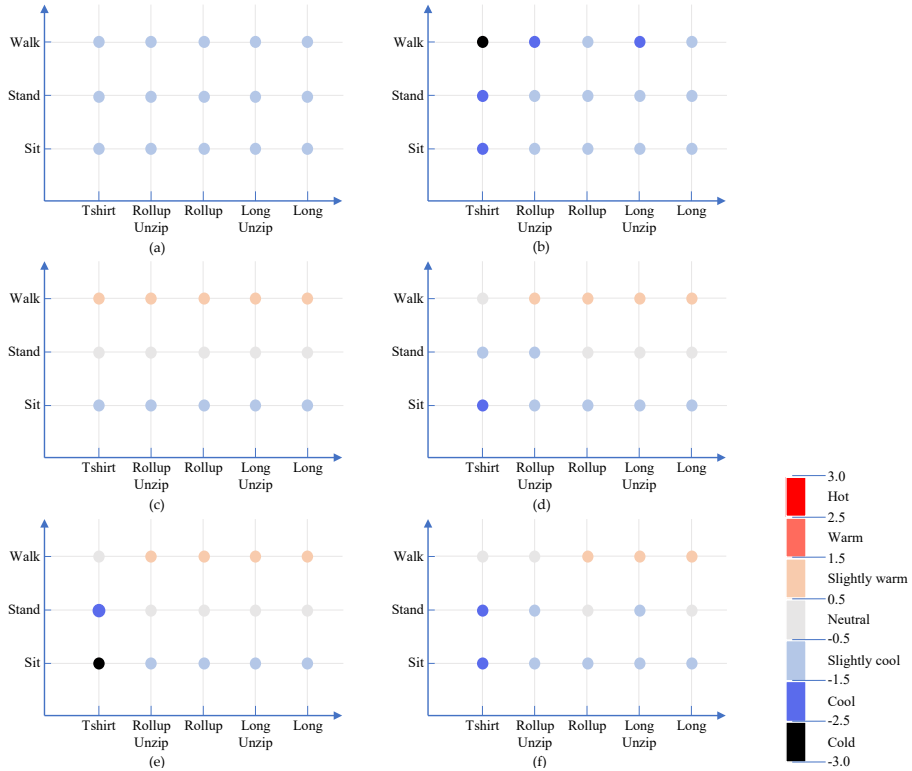 Walk
Stand
Sit
Tshirt Rollup Rollup Long Long
Unzip Unzip
(a)
Walk
Stand
Sit
Tshirt Rollup Rollup Long Long
Unzip Unzip
(b)
Walk
Stand
Sit
Tshirt Rollup Rollup Long Long
Unzip Unzip
(c)
Walk
Stand
Sit
Tshirt Rollup Rollup Long Long
Unzip Unzip
(d)
Walk
Stand
Sit
Tshirt Rollup Rollup Long Long
Unzip Unzip
(e)
Walk
Stand
Sit
Tshirt Rollup Rollup Long Long
Unzip Unzip
(f)
3.0
Hot
2.5
Warm
1.5
Slightly warm
0.5
Neutral
-0.5
Slightly cool
-1.5
Cool
-2.5
Cold
-3.0